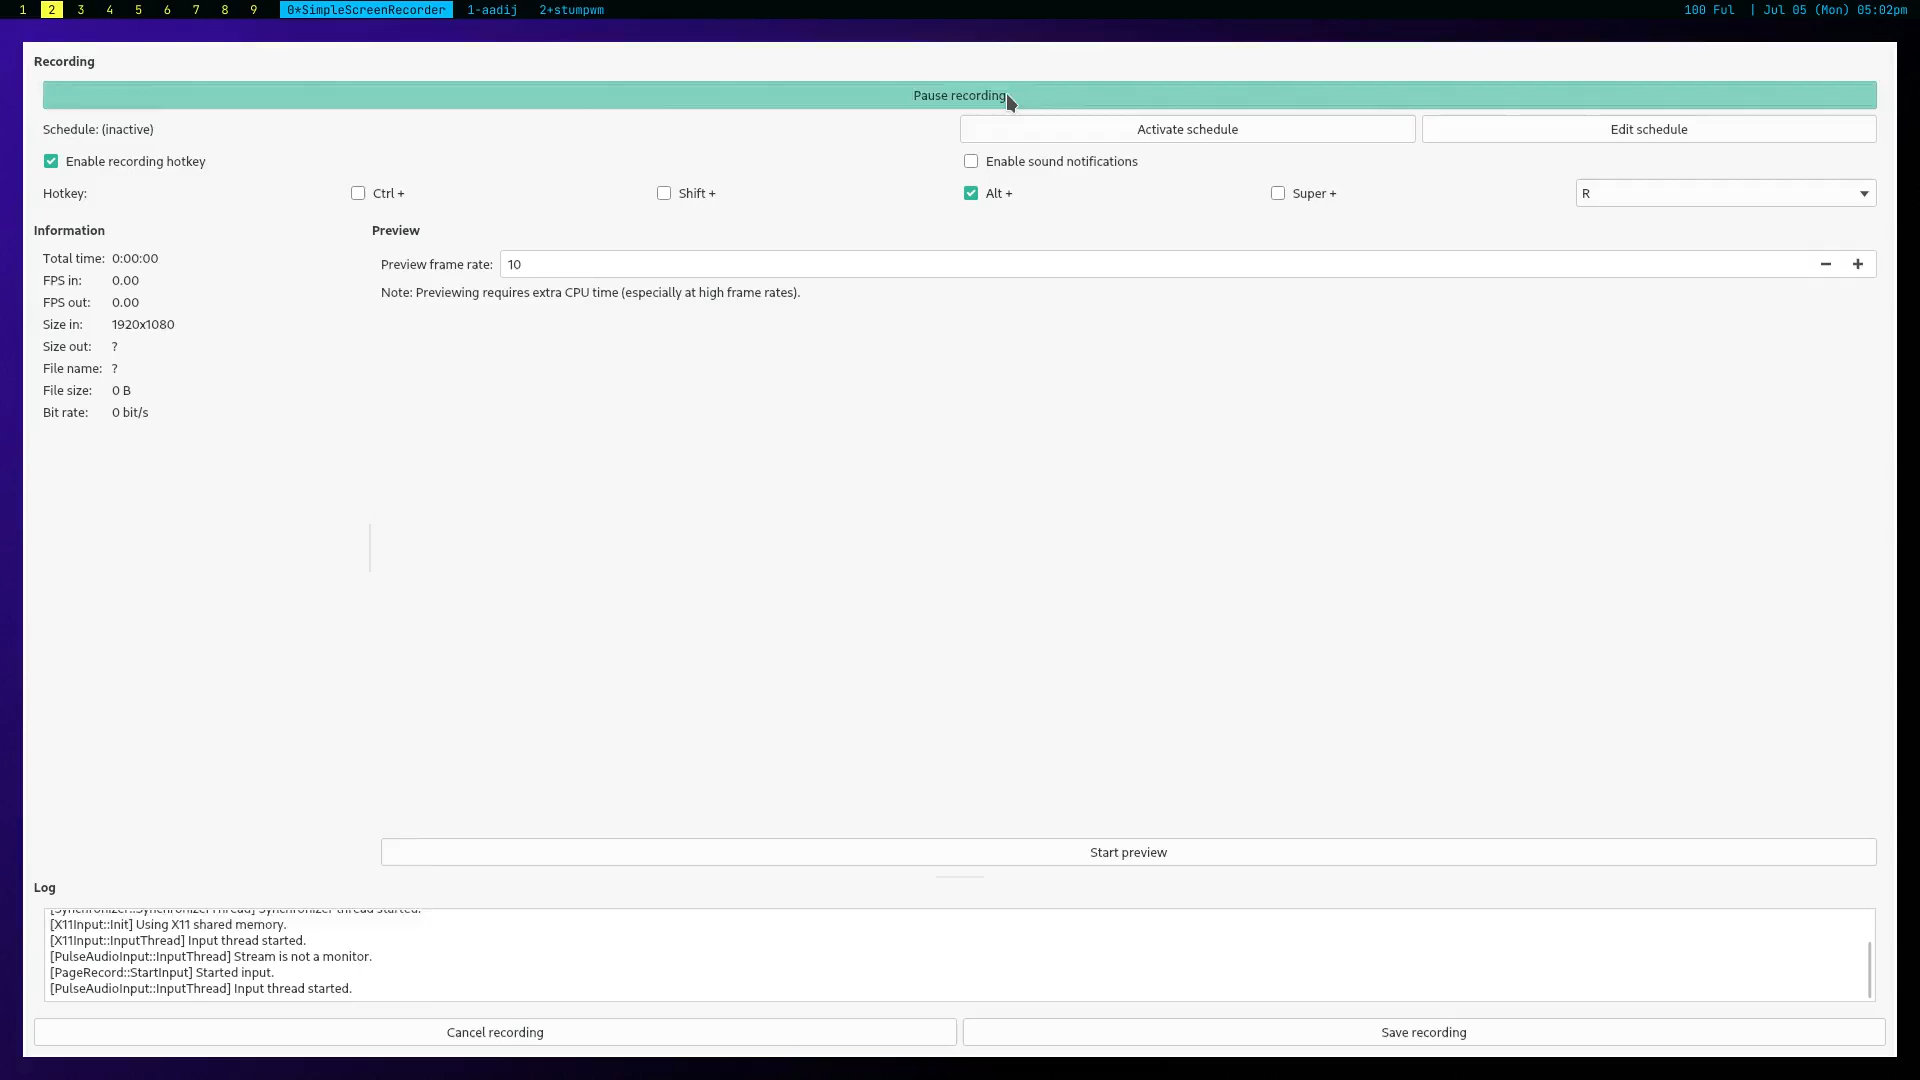 1 2 3 4 5 6 7 8 9 0*SimpleScreenRecorder 1-aadij 2+stumpwm 100 Ful | Jul 05 (Mon) 05:02pm
Recording
Pause recording
Schedule: (inactive) Activate schedule Edit schedule
Enable recording hotkey Enable sound notifications
Hotkey: Ctrl + Shift + Alt + Super + R
Information Preview
Total time: 0:00:00
Preview frame rate: 10
FPS in: 0.00
Note: Previewing requires extra CPU time (especially at high frame rates).
FPS out: 0.00
Size in: 1920x1080
Size out: ?
File name: ?
File size: 0 B
Bit rate: 0 bit/s
Start preview
Log
[Synchronizer::SynchronizerThread] Synchronizer thread started.
[X11Input::Init] Using X11 shared memory.
[X11Input::InputThread] Input thread started.
[PulseAudioInput::InputThread] Stream is not a monitor.
[PageRecord::StartInput] Started input.
[PulseAudioInput::InputThread] Input thread started.
Cancel recording Save recording